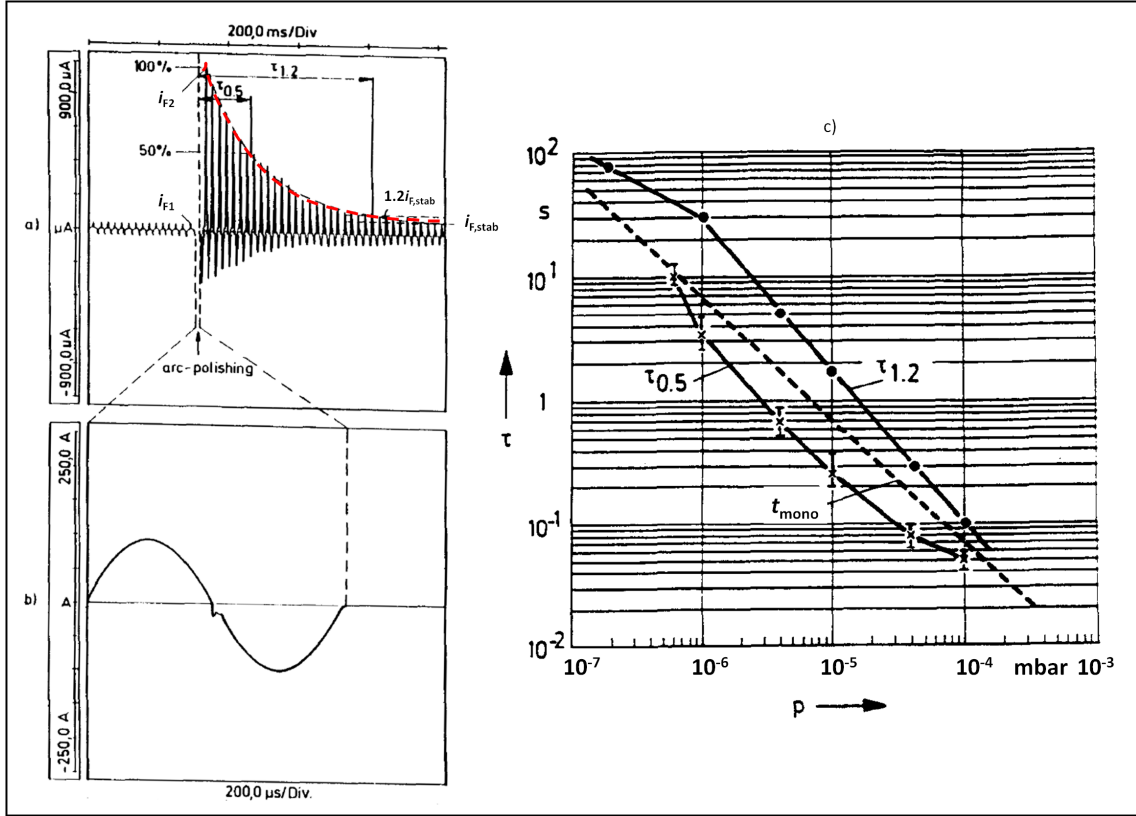 200,0 ms/Div
900,0 µA
µA
-900,0 µA
a)
100%
τ1.2
τ0.5
iF2
50%
iF1
1.2iF,stab
iF,stab
arc-polishing
250,0 A
A
-250,0 A
b)
200,0 µs/Div.
c)
10²
s
10¹
1
10⁻¹
10⁻²
τ
τ0.5
τ1.2
tmono
10⁻⁷
10⁻⁶
10⁻⁵
10⁻⁴
mbar
10⁻³
p